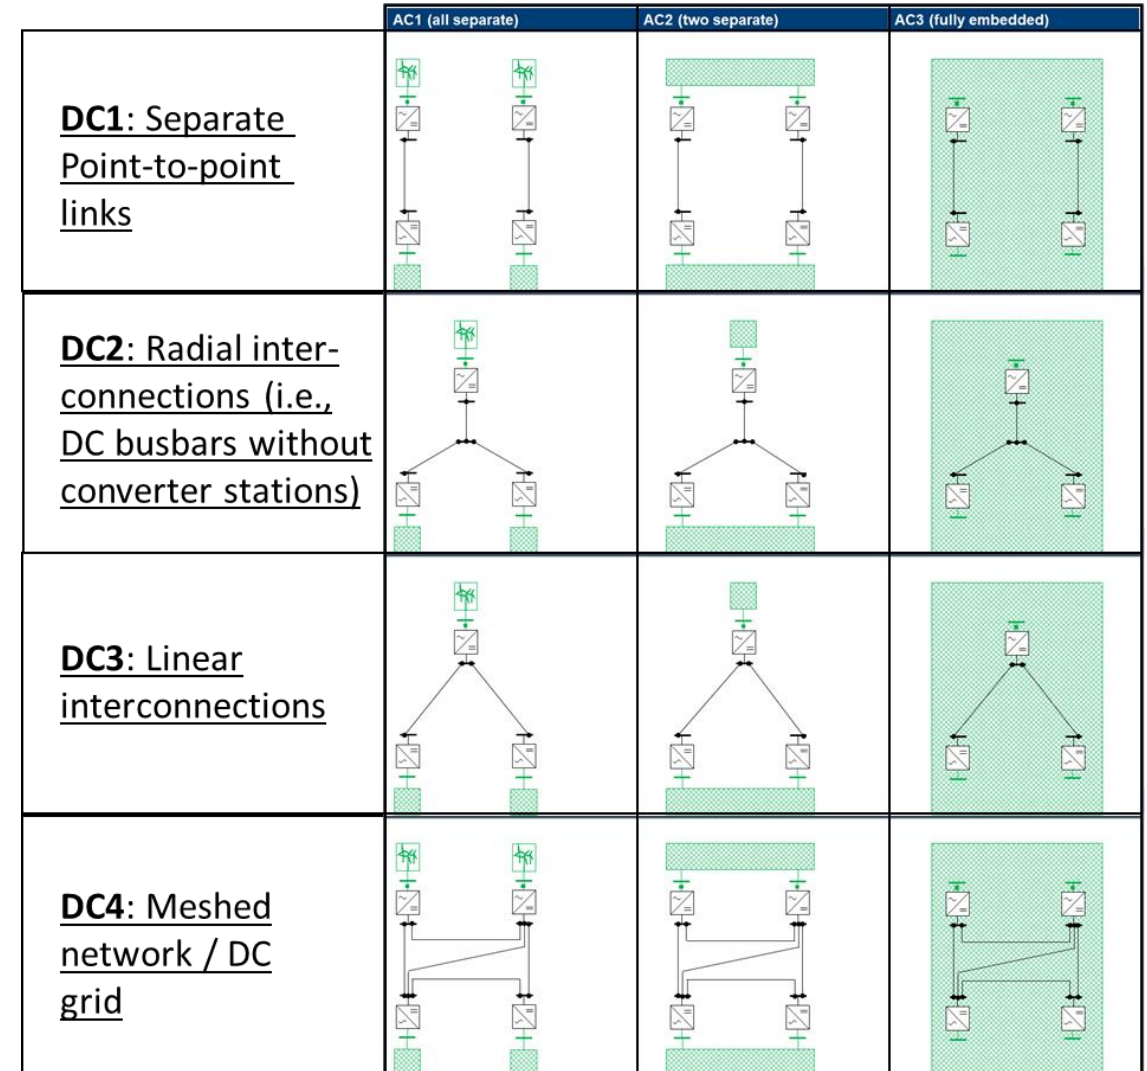 AC1 (all separate)
AC2 (two separate)
AC3 (fully embedded)
DC1: Separate
Point-to-point
links
DC2: Radial inter-
connections (i.e.,
DC busbars without
converter stations)
DC3: Linear
interconnections
DC4: Meshed
network / DC
grid